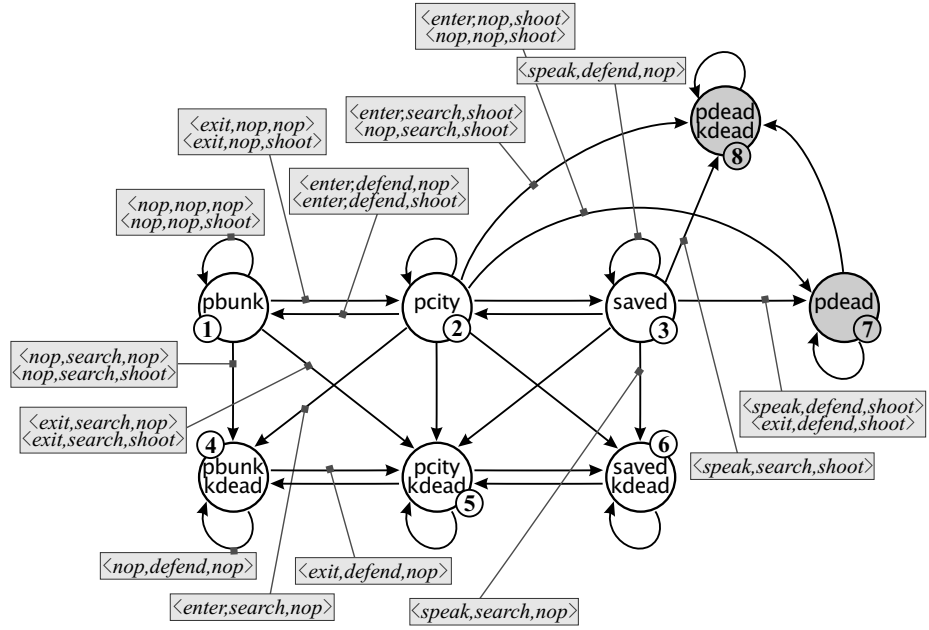 <enter,nop,shoot>
<nop,nop,shoot>
<speak,defend,nop>
<enter,search,shoot>
<nop,search,shoot>
pdead
kdead
8
<exit,nop,nop>
<exit,nop,shoot>
<enter,defend,nop>
<enter,defend,shoot>
<nop,nop,nop>
<nop,nop,shoot>
pbunk
1
pcity
2
saved
3
pdead
7
<nop,search,nop>
<nop,search,shoot>
<exit,search,nop>
<exit,search,shoot>
<speak,defend,shoot>
<exit,defend,shoot>
<speak,search,shoot>
4
pbunk
kdead
pcity
kdead
5
6
saved
kdead
<nop,defend,nop>
<exit,defend,nop>
<enter,search,nop>
<speak,search,nop>